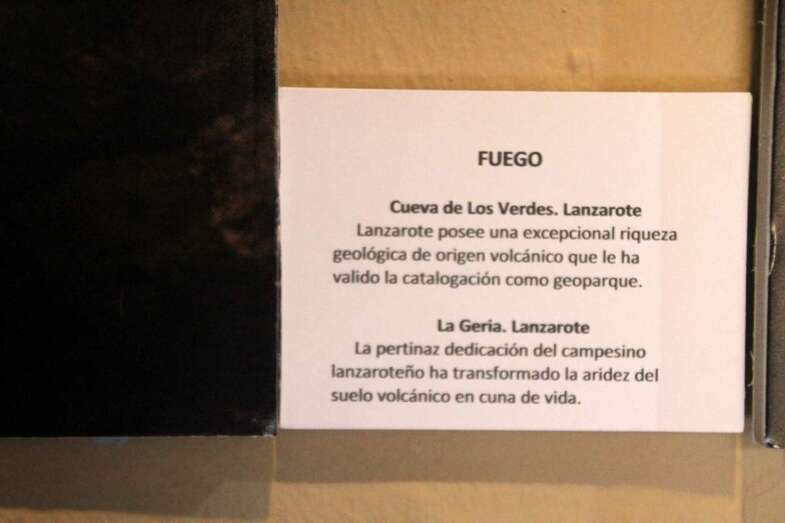 FUEGO
Cueva de Los Verdes. Lanzarote
Lanzarote posee una excepcional riqueza
geológica de origen volcánico que le ha
valido la catalogación como geoparque.
La Geria. Lanzarote
La pertinaz dedicación del campesino
lanzaroteño ha transformado la aridez del
suelo volcánico en cuna de vida.